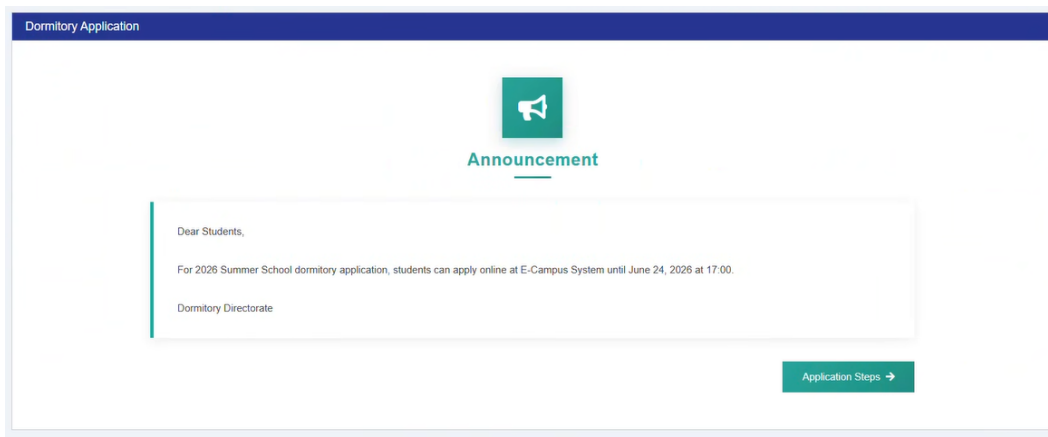 Dormitory Application
Announcement
Dear Students,
For 2026 Summer School dormitory application, students can apply online at E-Campus System until June 24, 2026 at 17:00.
Dormitory Directorate
Application Steps →